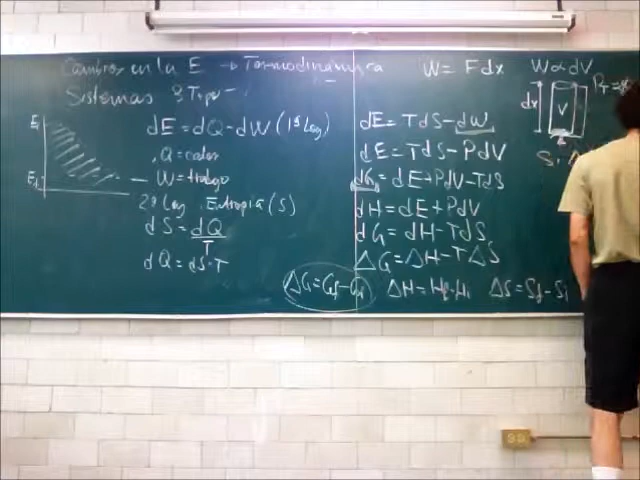 Cambios en la E → Termodinámica
Sistemas 3 Tipos -
E₁
E₂
dE = dQ - dW (1ª Ley)
Q = calor
W = trabajo
2ª Ley. Entropía (S)
dS = dQ/T
dQ = dS·T
W = Fdx W∝dV
dx V
dE = TdS - dW
dE = TdS - PdV
dG = dE + PdV - TdS
dH = dE + PdV
dG = dH - TdS
ΔG = ΔH - TΔS
ΔG = Gf - Gi ΔH = Hf - Hi ΔS = Sf - Si